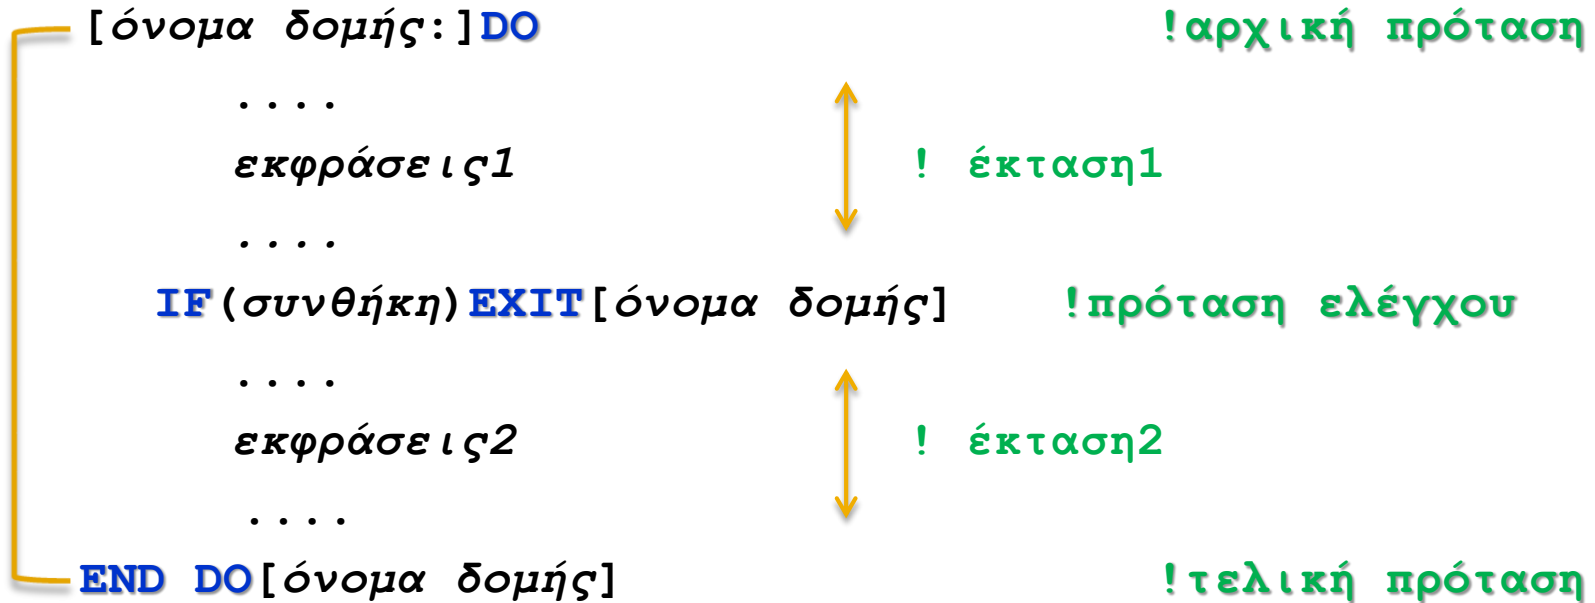 [όνομα δομής:]DO !αρχική πρόταση
....
εκφράσεις1 ! έκταση1
....
IF(συνθήκη)EXIT[όνομα δομής] !πρόταση ελέγχου
....
εκφράσεις2 ! έκταση2
....
END DO[όνομα δομής] !τελική πρόταση